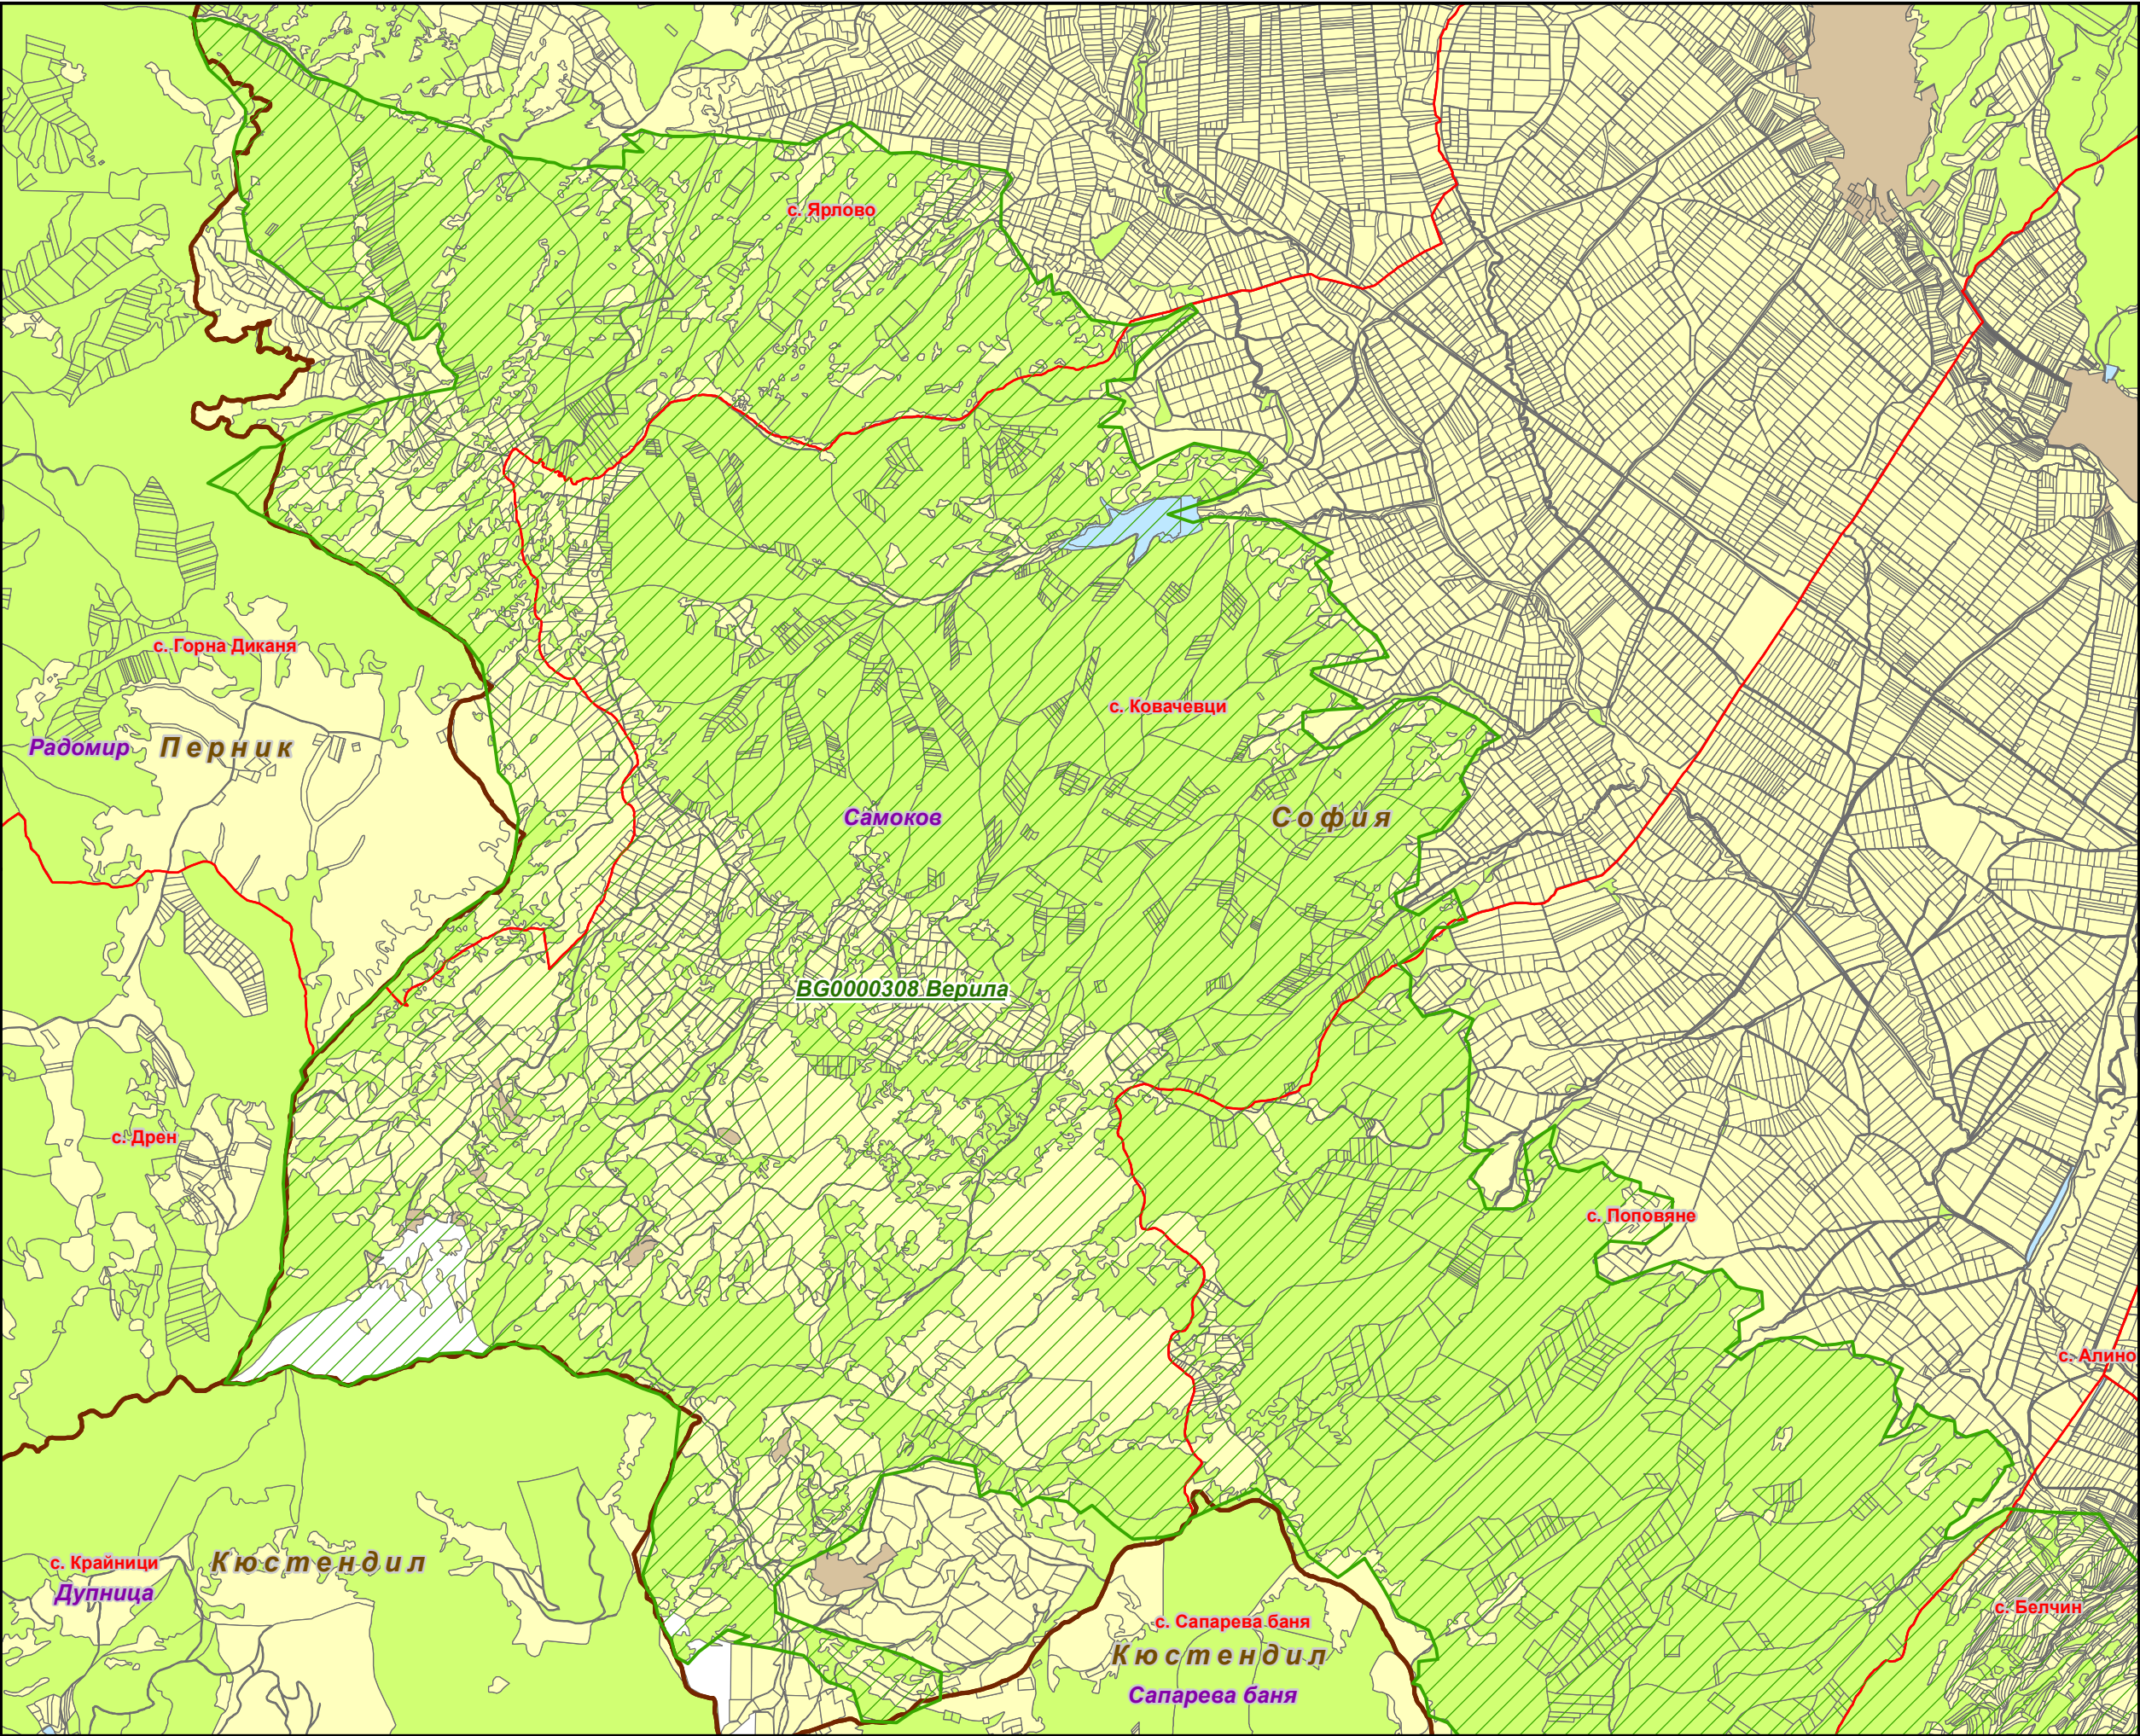 с. Ярлово
с. Горна Диканя
с. Ковачевци
Радомир
Перник
Самоков
София
BG0000308 Верила
с. Дрен
с. Поповяне
с. Алино
с. Крайници
Кюстендил
Дупница
с. Белчин
с. Сапарева баня
Кюстендил
Сапарева баня